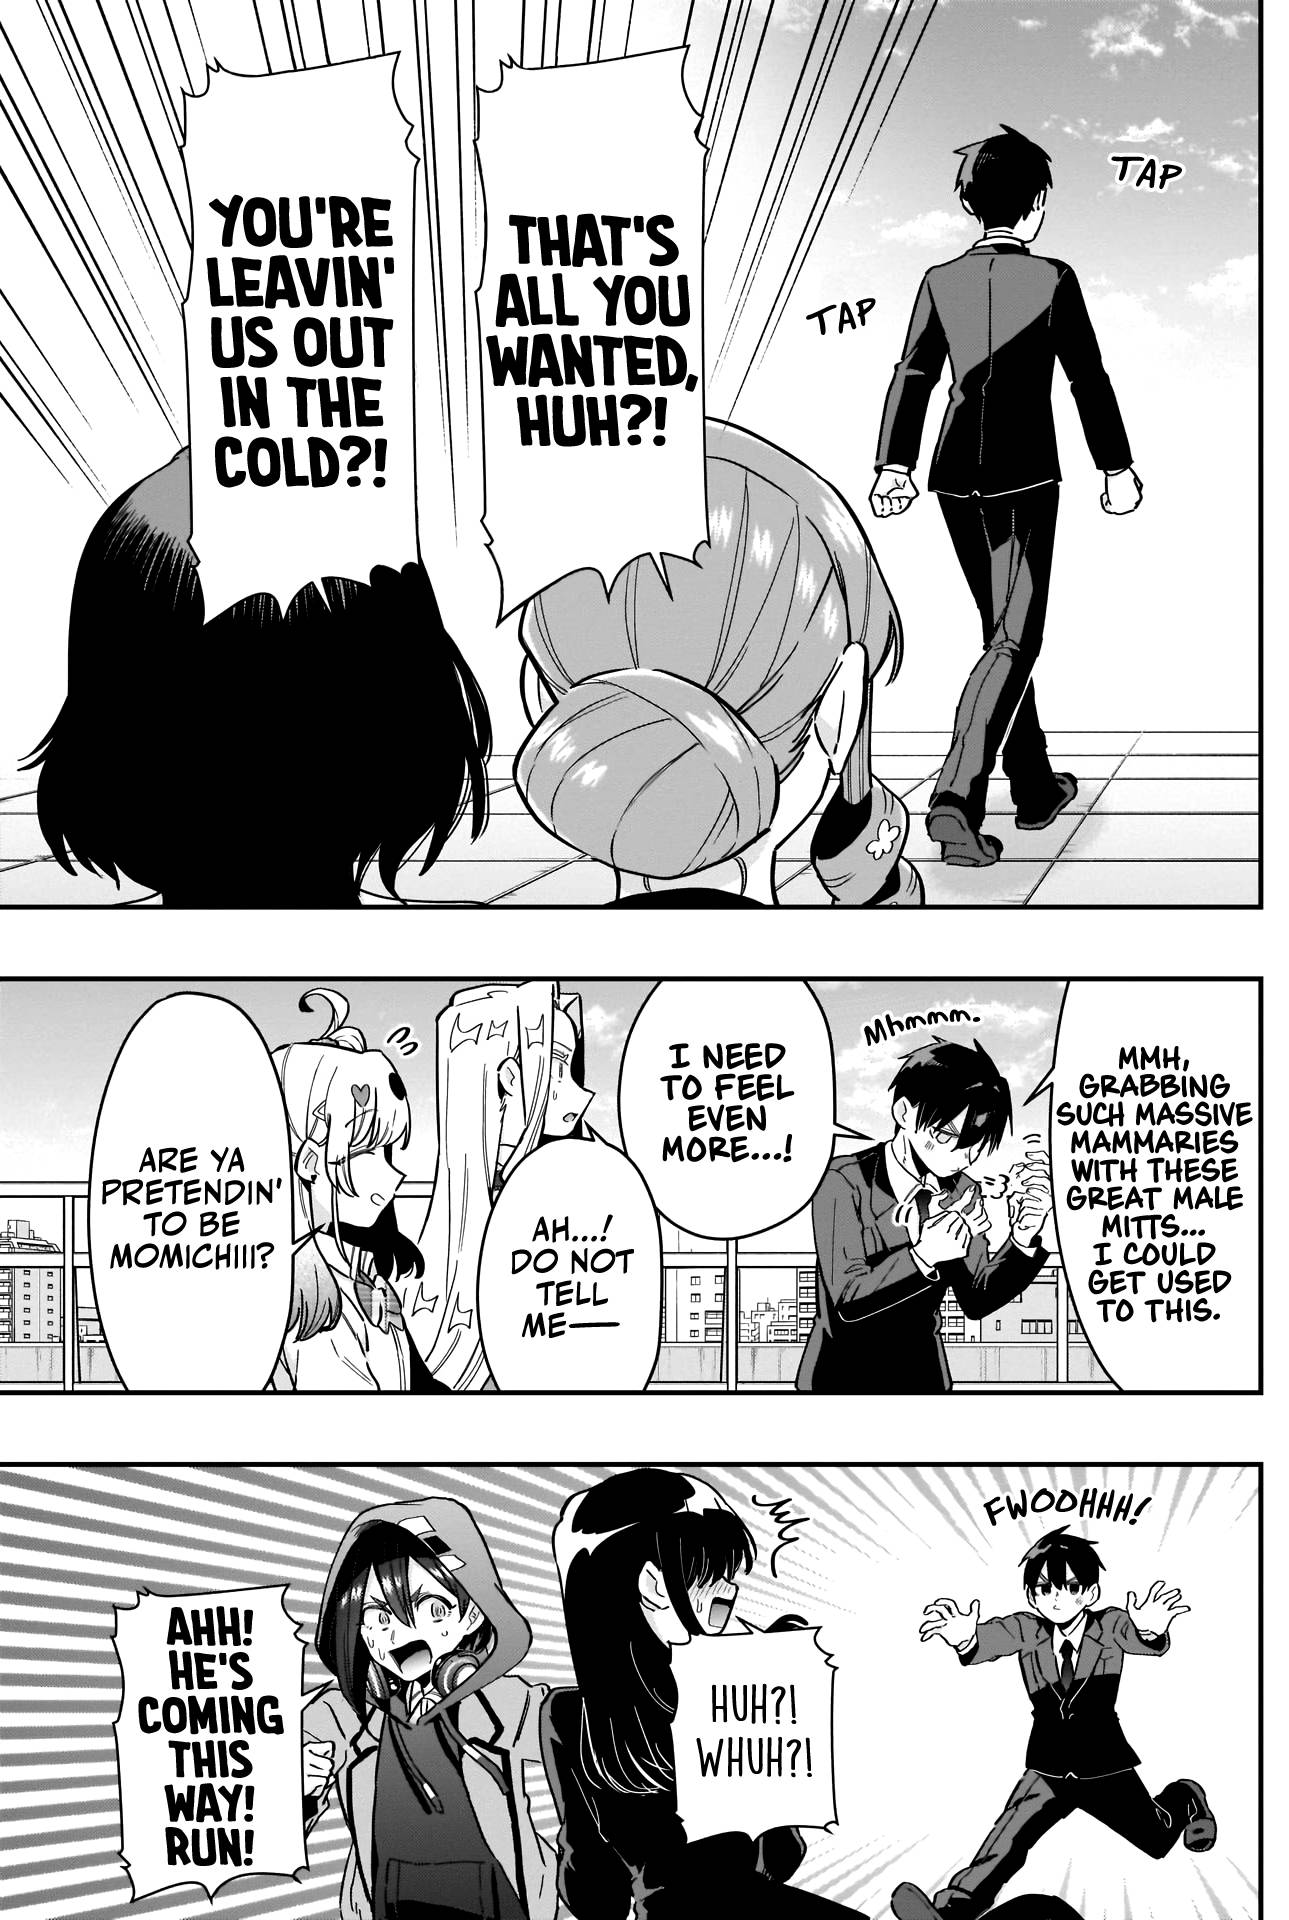 TAP
TAP
THAT'S
ALL YOU
WANTED,
HUH?!
YOU'RE
LEAVIN'
US OUT
IN THE
COLD?!
MMH,
GRABBING
SUCH MASSIVE
MAMMARIES
WITH THESE
GREAT MALE
MITTS...
I COULD
GET USED
TO THIS.
Mhmmm.
I NEED
TO FEEL
EVEN
MORE...!
AH...!
DO NOT
TELL
ME——
ARE YA
PRETENDIN'
TO BE
MOMICHIII?
FWOOHHH!
HUH?!
WHUH?!
AHH!
HE'S
COMING
THIS
WAY!
RUN!